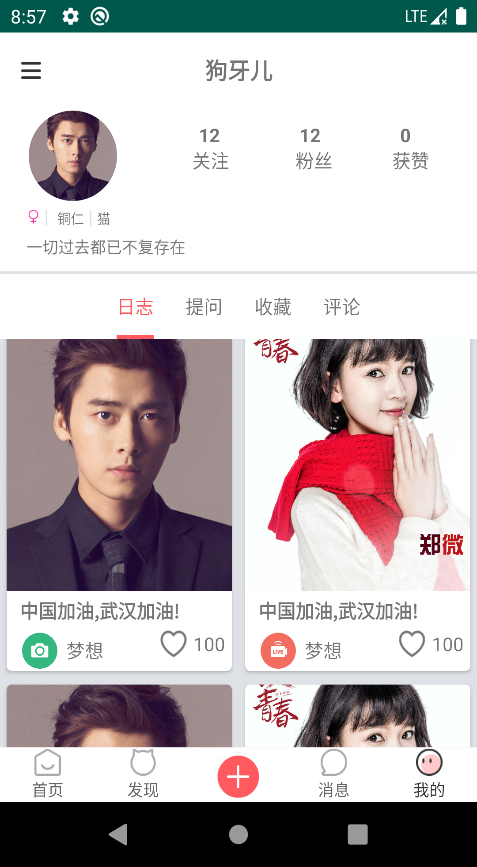 8:57
LTE
狗牙儿
12
12
0
关注
粉丝
获赞
铜仁
猫
一切过去都已不复存在
日志
提问
收藏
评论
青春
郑微
中国加油,武汉加油!
梦想
100
中国加油,武汉加油!
LIVE
梦想
100
青春
首页
发现
消息
我的